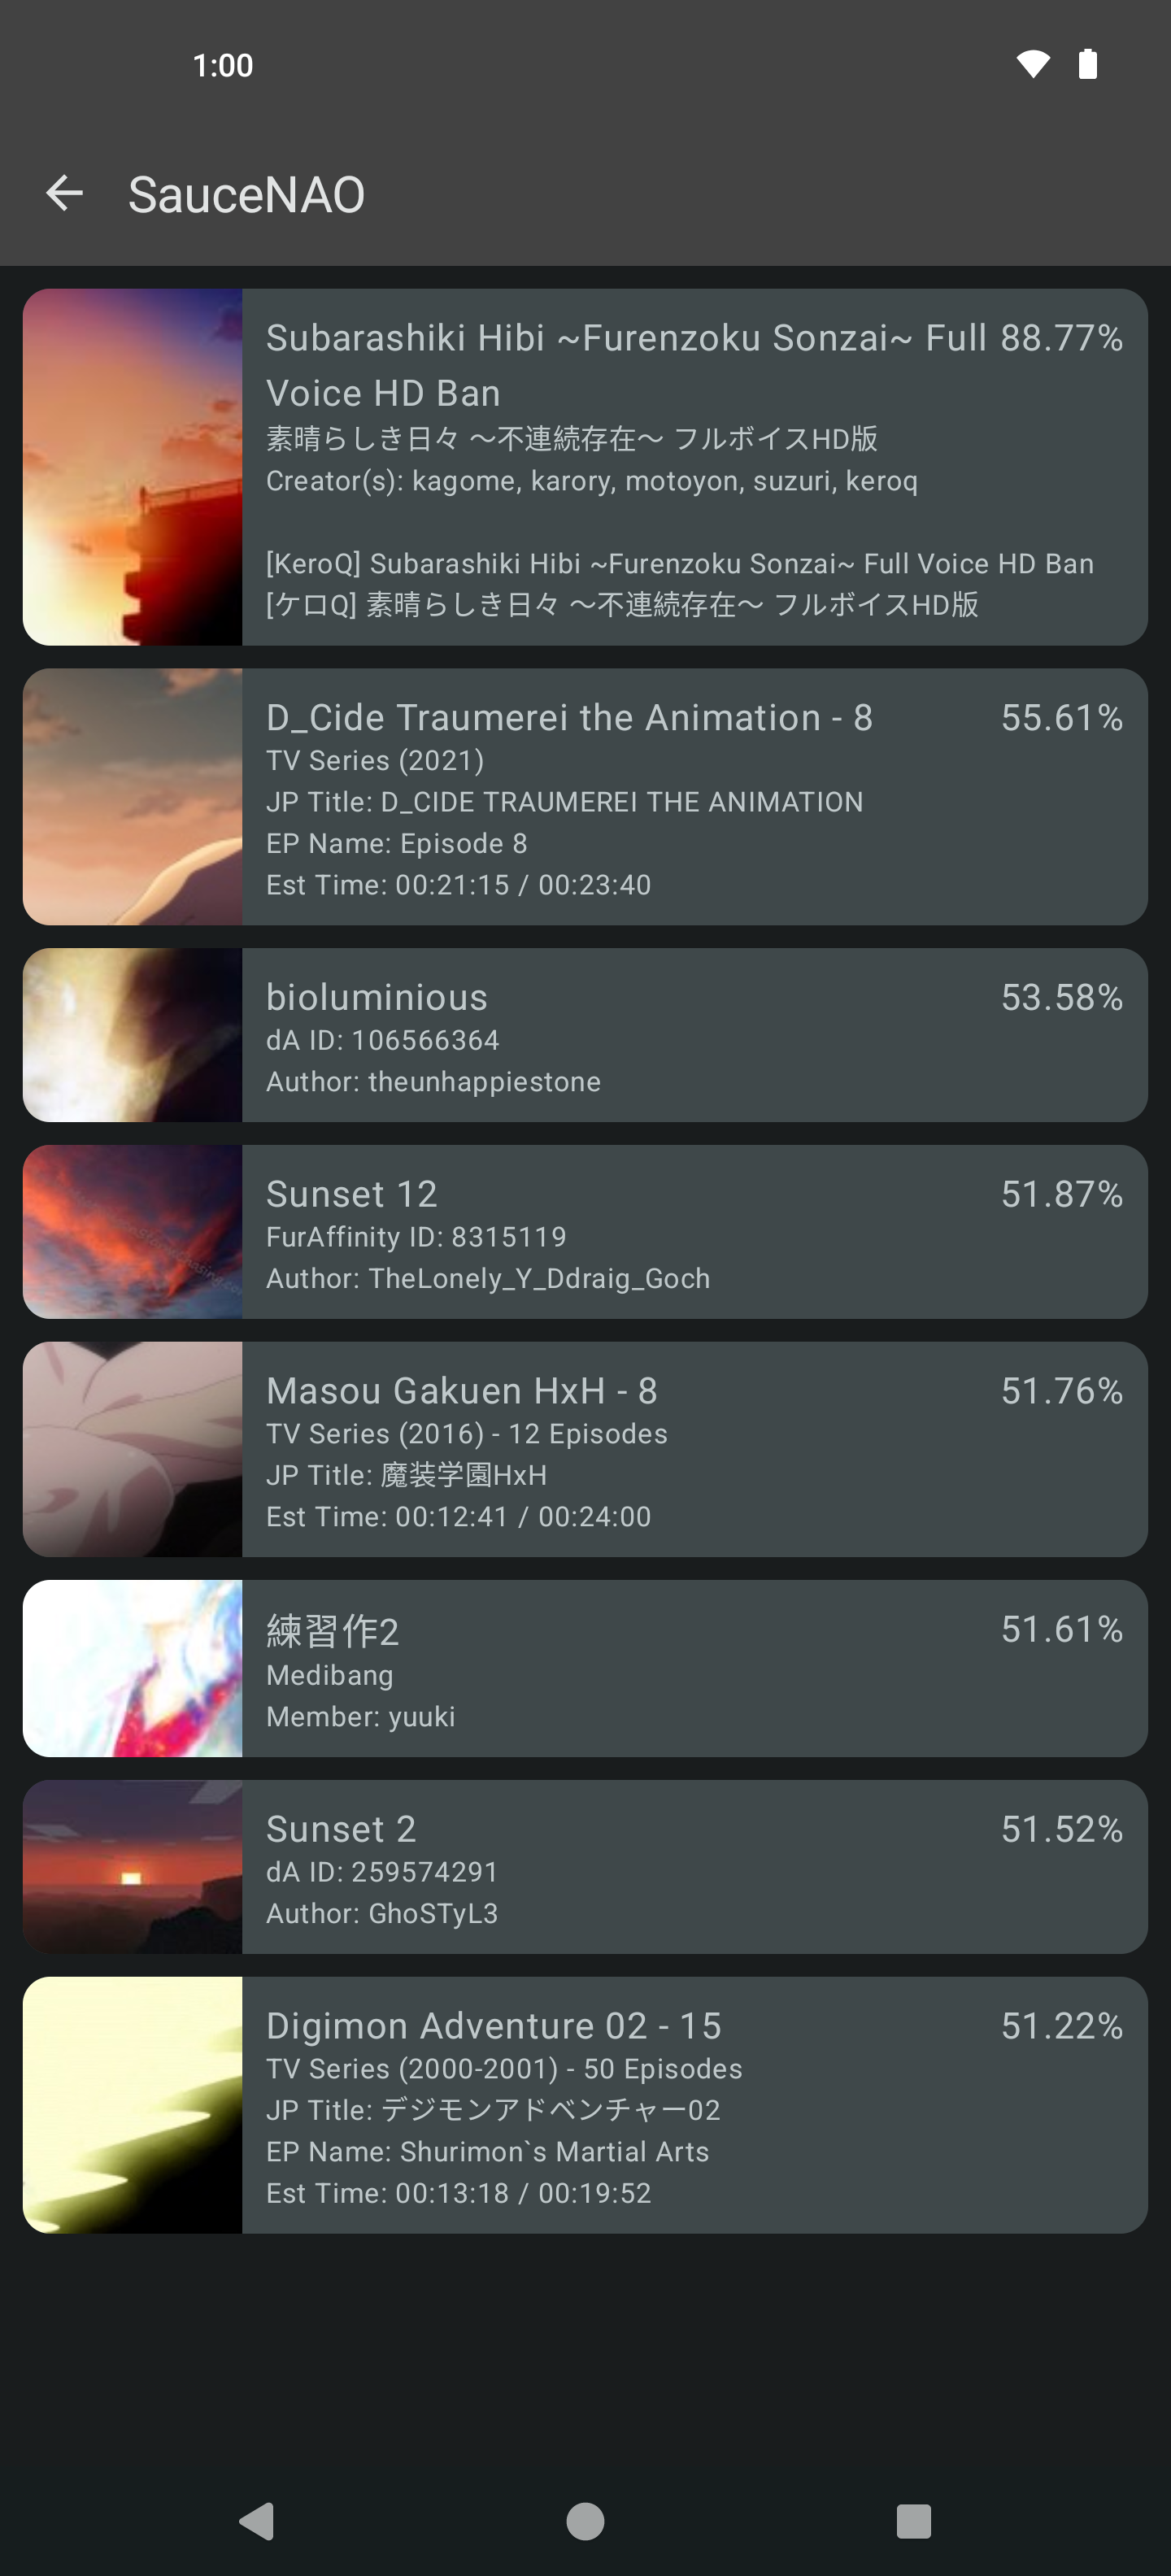 1:00
SauceNAO
Subarashiki Hibi ~Furenzoku Sonzai~ Full 88.77%
Voice HD Ban
素晴らしき日々 ～不連続存在～ フルボイスHD版
Creator(s): kagome, karory, motoyon, suzuri, keroq
[KeroQ] Subarashiki Hibi ~Furenzoku Sonzai~ Full Voice HD Ban
[ケロQ] 素晴らしき日々 ～不連続存在～ フルボイスHD版
D_Cide Traumerei the Animation - 8 55.61%
TV Series (2021)
JP Title: D_CIDE TRAUMEREI THE ANIMATION
EP Name: Episode 8
Est Time: 00:21:15 / 00:23:40
bioluminious 53.58%
dA ID: 106566364
Author: theunhappiestone
Sunset 12 51.87%
FurAffinity ID: 8315119
Author: TheLonely_Y_Ddraig_Goch
Masou Gakuen HxH - 8 51.76%
TV Series (2016) - 12 Episodes
JP Title: 魔装学園HxH
Est Time: 00:12:41 / 00:24:00
練習作2 51.61%
Medibang
Member: yuuki
Sunset 2 51.52%
dA ID: 259574291
Author: GhoSTyL3
Digimon Adventure 02 - 15 51.22%
TV Series (2000-2001) - 50 Episodes
JP Title: デジモンアドベンチャー02
EP Name: Shurimon`s Martial Arts
Est Time: 00:13:18 / 00:19:52